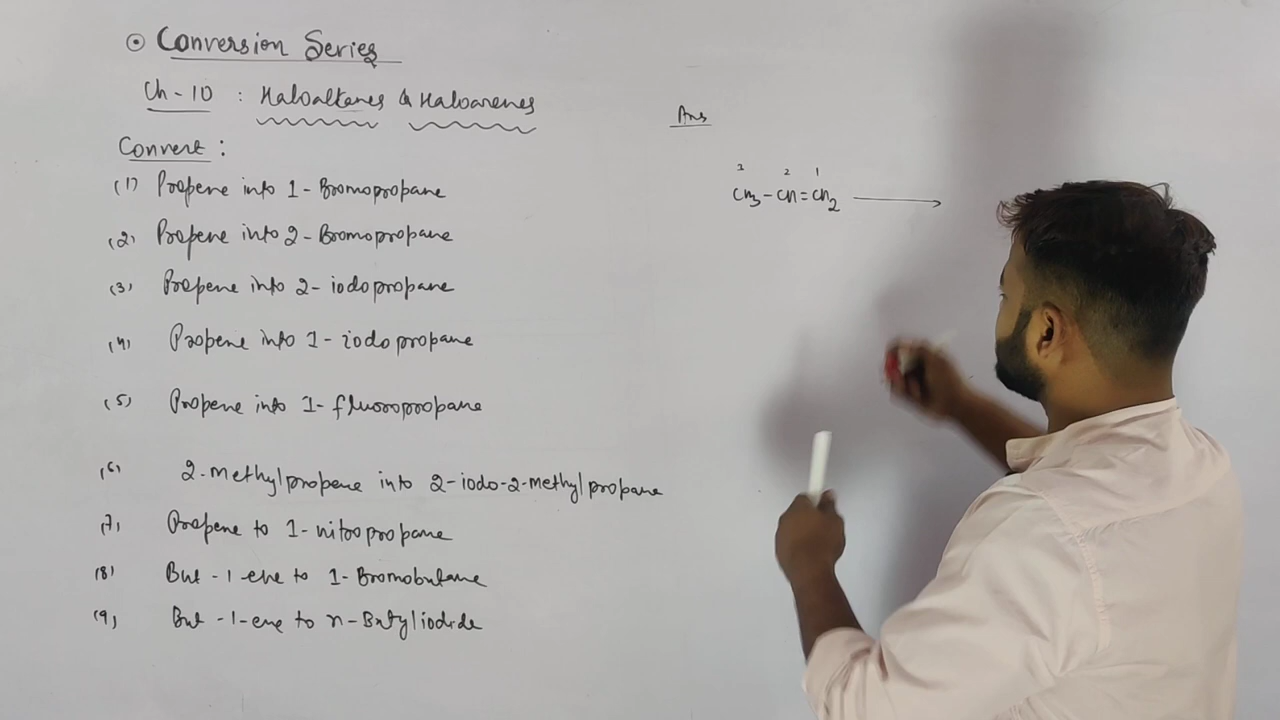 ⊙ Conversion Series
Ch-10 : Haloalkanes & Haloarenes
Convert :
(1) Propene into 1-Bromopropane
(2) Propene into 2-Bromopropane
(3) Propene into 2-iodopropane
(4) Propene into 1-iodopropane
(5) Propene into 1-fluoropropane
(6) 2-methylpropene into 2-iodo-2-methylpropane
(7) Propene to 1-nitropropane
(8) But-1-ene to 1-Bromobutane
(9) But-1-ene to n-Butyliodide
Ans
3 2 1
CH3-CH=CH2 ⟶